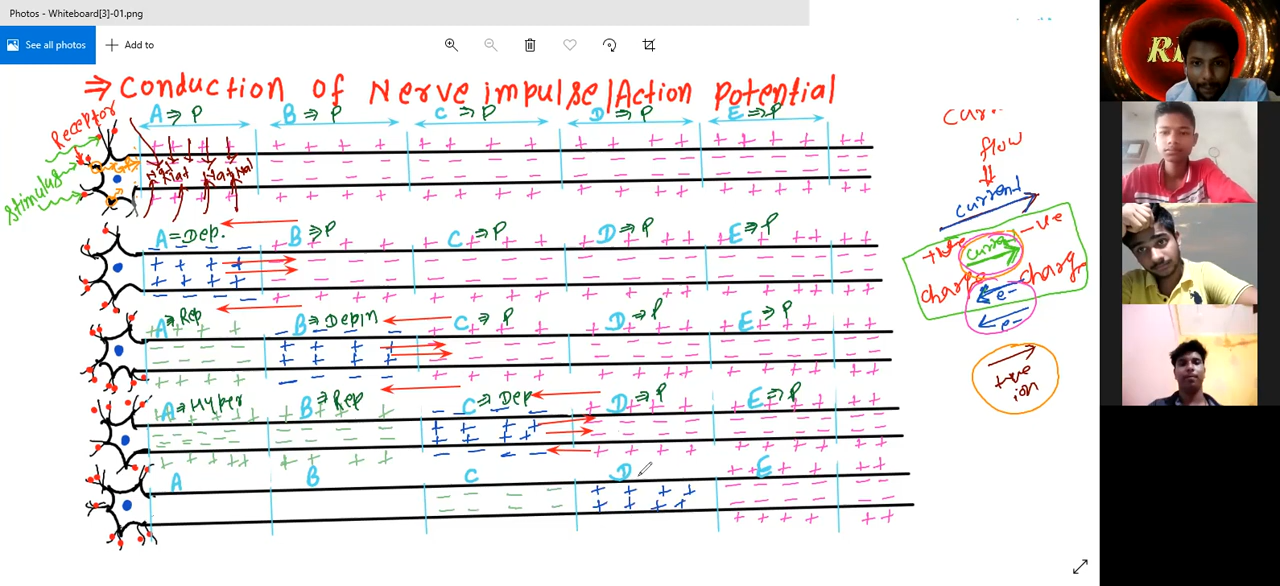 Photos - Whiteboard[3]-01.png
See all photos
Add to
⇒ Conduction of Nerve impulse/Action Potential
Receptor
Stimulus
A ⇒ P B ⇒ P C ⇒ P D ⇒ P E ⇒ P
A = Dep. B ⇒ P C ⇒ P D ⇒ P E ⇒ P
A ⇒ Rep B ⇒ Depln C ⇒ P D ⇒ P E ⇒ P
A ⇒ Hyper B ⇒ Rep C ⇒ Dep D ⇒ P E ⇒ P
A B C D E
flow
current
+ve charge
-ve charge
e-
e-
+ve ion